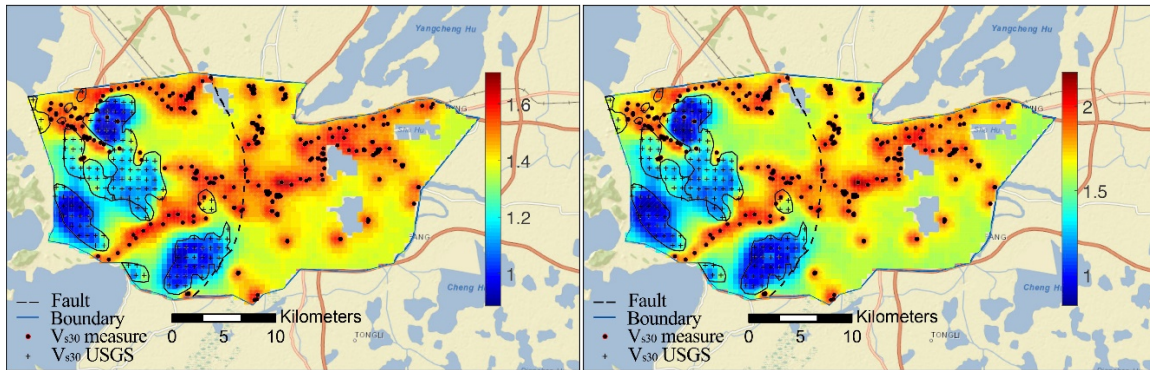 Yangcheng Hu
1.6
1.4
1.2
1
Cheng Hu
Fault
Boundary
Vs30 measure
Vs30 USGS
0 5 10
Kilometers
TONGLI
Yangcheng Hu
2
1.5
1
Cheng Hu
Fault
Boundary
Vs30 measure
Vs30 USGS
0 5 10
Kilometers
TONGLI